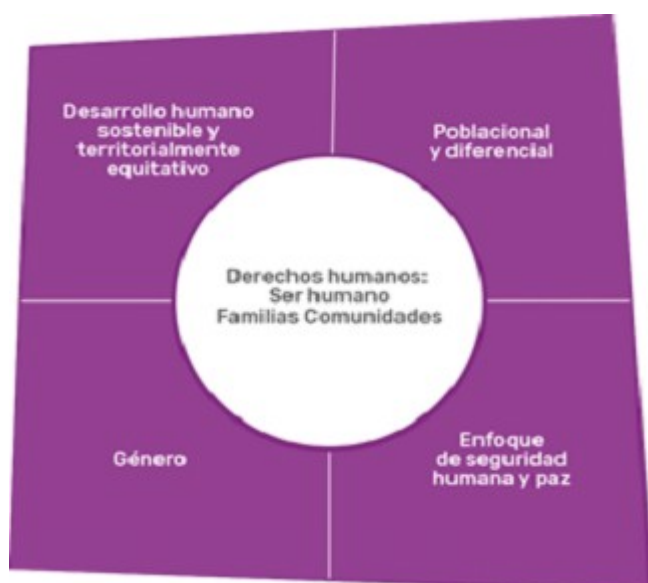 Desarrollo humano
sostenible y
territorialmente
equitativo
Poblacional
y diferencial
Derechos humanos:
Ser humano
Familias Comunidades
Género
Enfoque
de seguridad
humana y paz